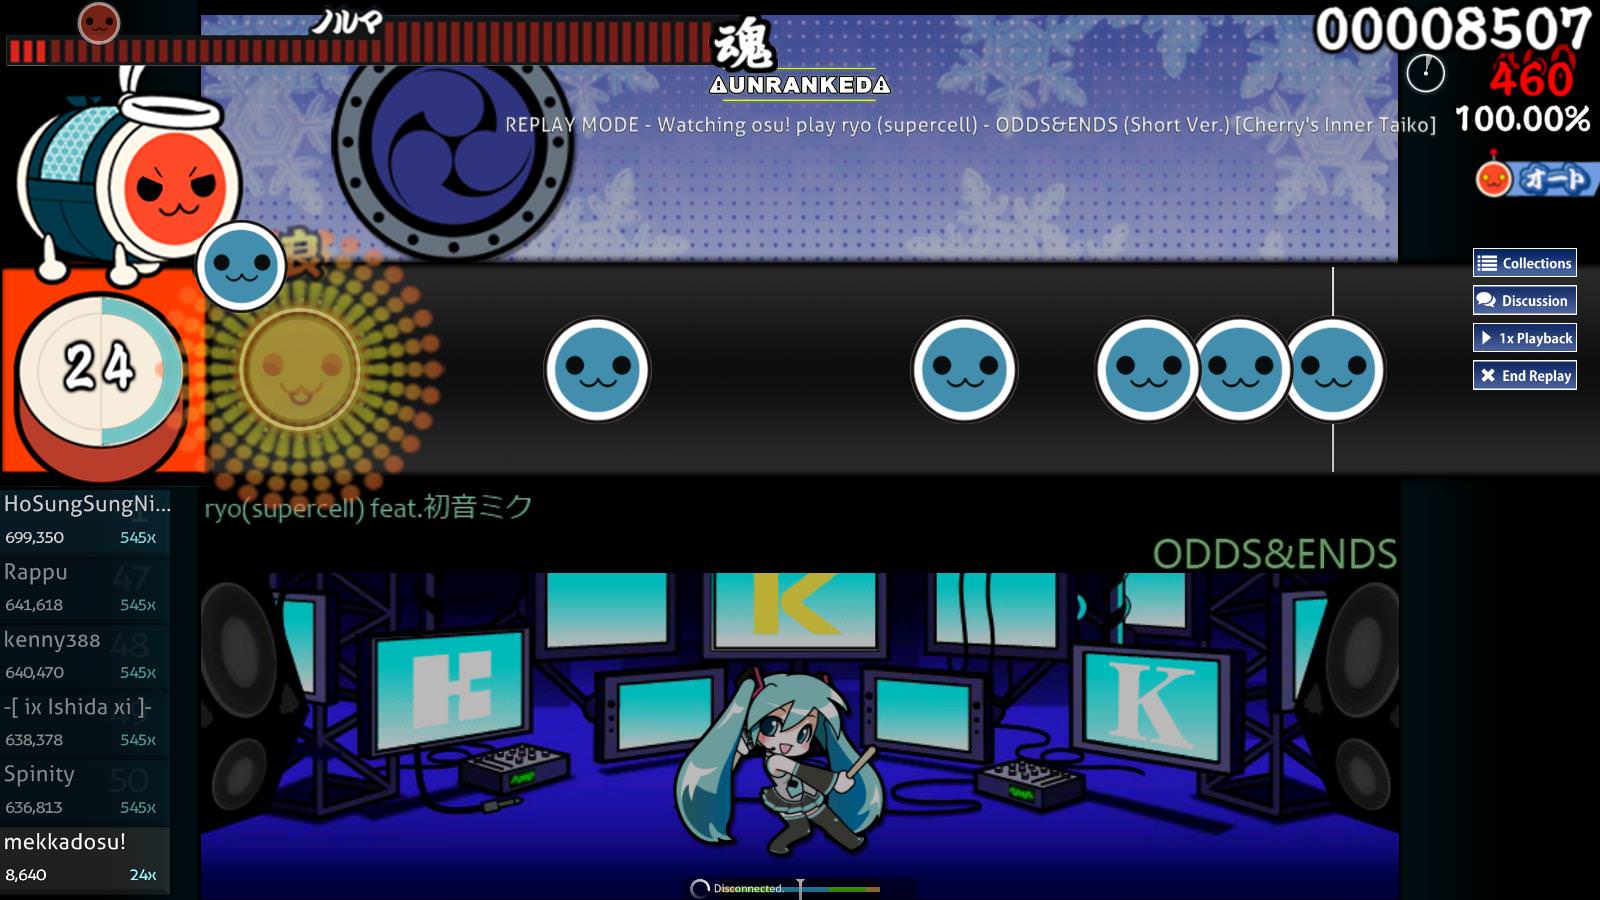 ノルマ
魂
00008507
⚠UNRANKED⚠
460
REPLAY MODE - Watching osu! play ryo (supercell) - ODDS&ENDS (Short Ver.) [Cherry's Inner Taiko]
100.00%
オート
良
Collections
Discussion
1x Playback
End Replay
24
HoSungSungNi...
699,350 545x
Rappu 47
641,618 545x
kenny388 48
640,470 545x
-[ ix Ishida xi ]-
638,378 545x
Spinity 50
636,813 545x
mekkadosu!
8,640 24x
ryo(supercell) feat.初音ミク
ODDS&ENDS
K
H
K
Disconnected.